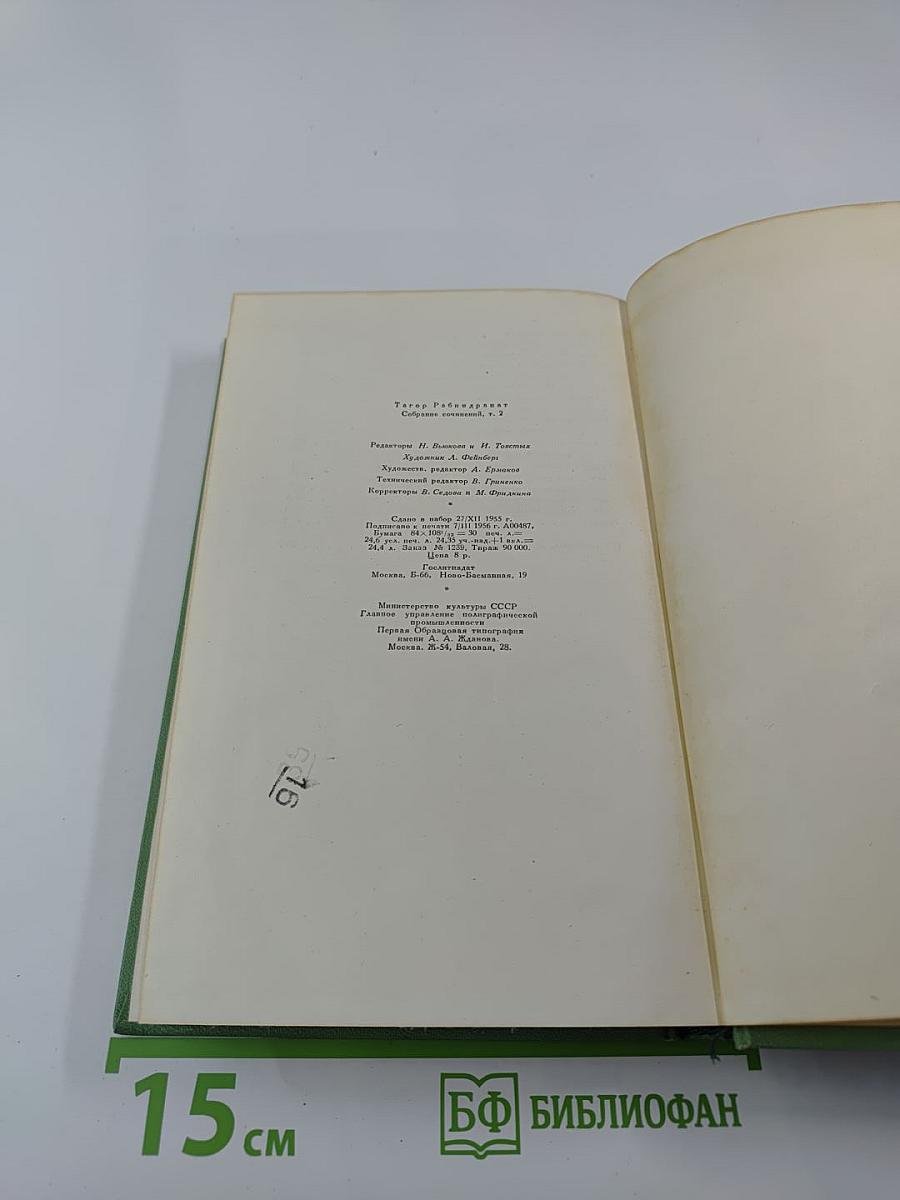 Тагор Рабиндранат
Собрание сочинений, т. 2
Редакторы Н. Вьюкова и И. Товстых
Художник Л. Фейнберг
Художеств. редактор А. Ермаков
Технический редактор В. Гриненко
Корректоры В. Седова и М. Фридкина
*
Сдано в набор 27/XII 1955 г.
Подписано к печати 7/III 1956 г. А00487.
Бумага 84×108¹/₃₂ = 30 печ. л.=
24,6 усл. печ. л. 24,35 уч.-изд.+1 вкл.=
24,4 л. Заказ № 1239. Тираж 90 000.
Цена 8 р.
Гослитиздат
Москва, Б-66, Ново-Басманная, 19
*
Министерство культуры СССР
Главное управление полиграфической
промышленности
Первая Образцовая типография
имени А. А. Жданова.
Москва. Ж-54, Валовая, 28.
16
15 см
БФ БИБЛИОФАН